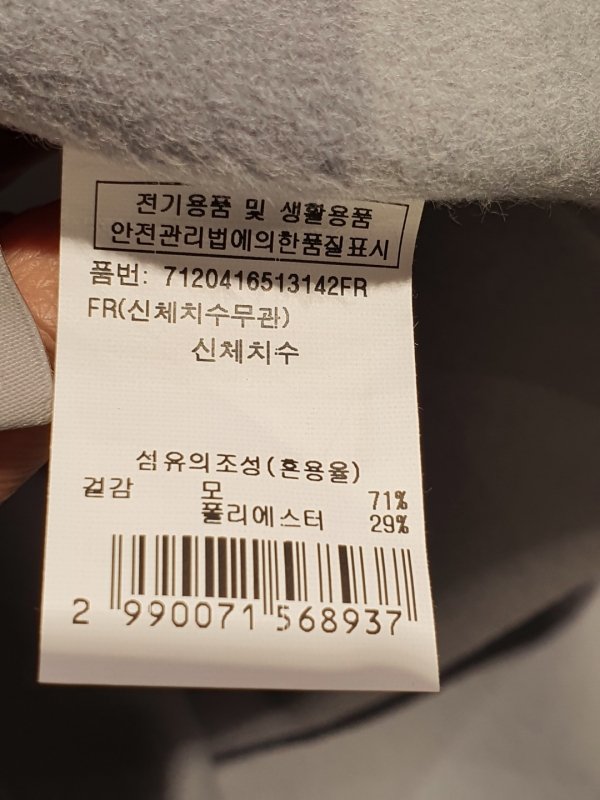 전기용품 및 생활용품
안전관리법에의한품질표시
품번: 7120416513142FR
FR(신체치수무관)
신체치수
섬유의조성(혼용율)
겉감 모 71%
폴리에스터 29%
2 990071 568937